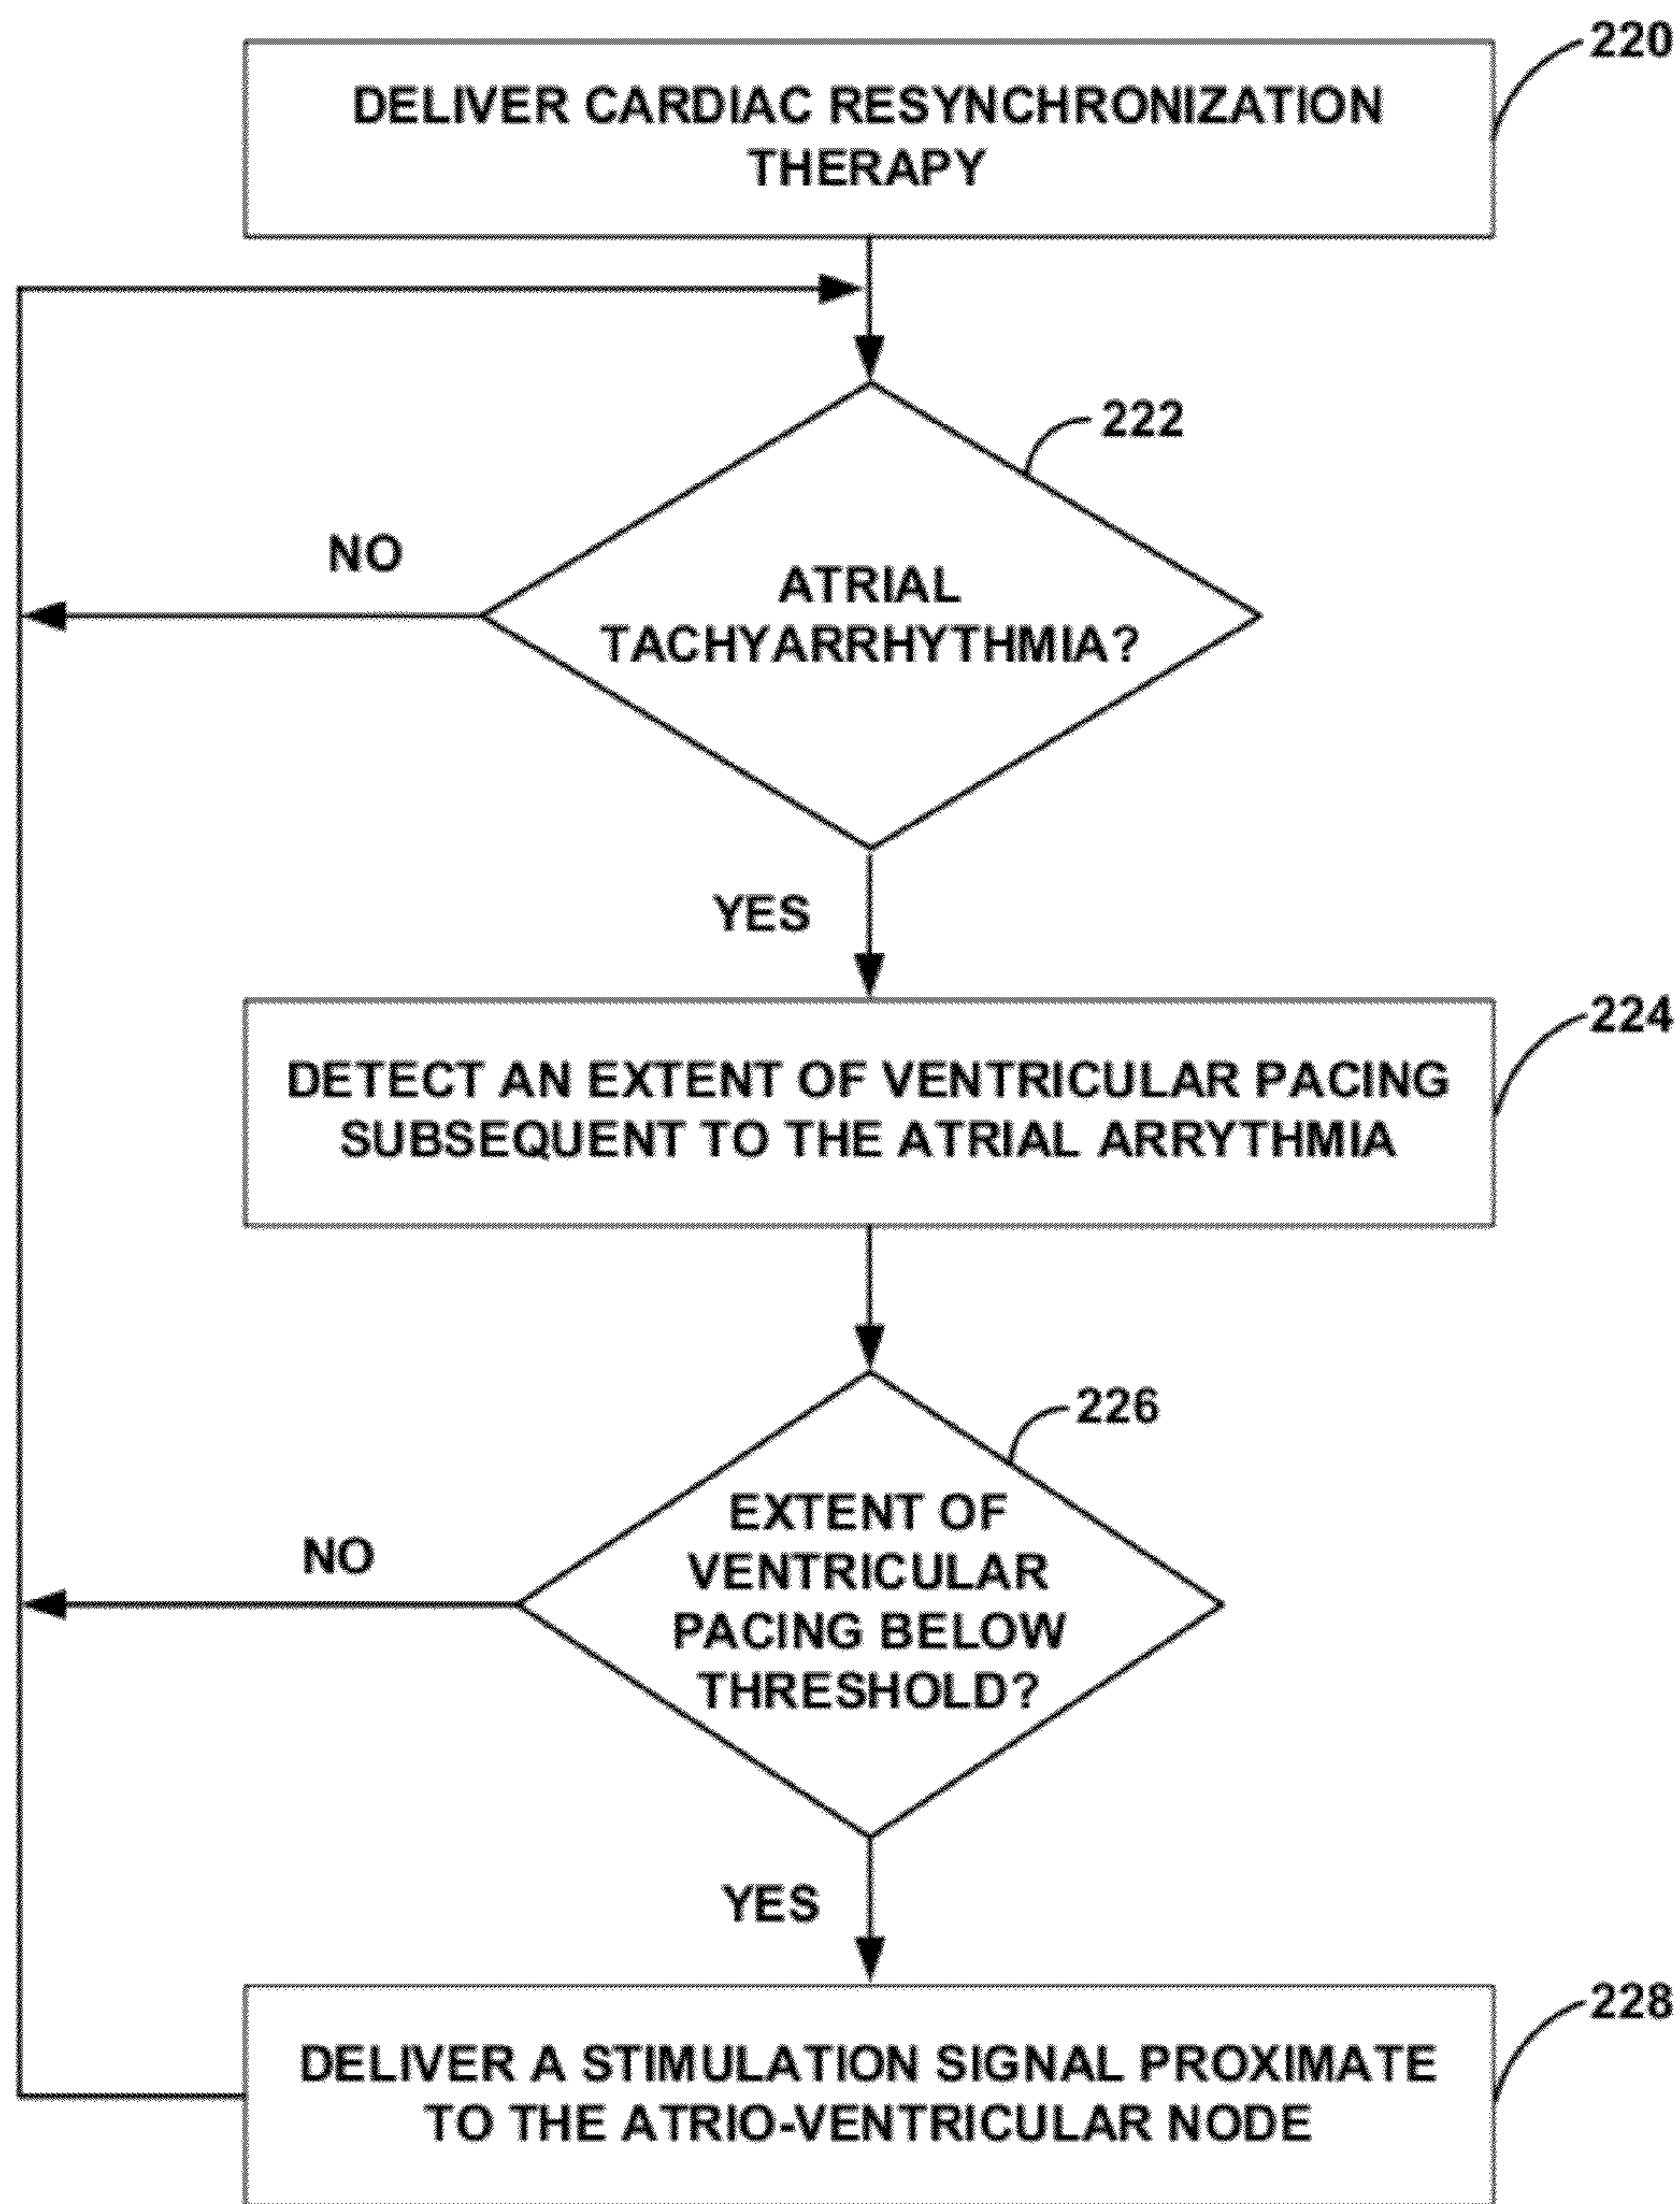 220
DELIVER CARDIAC RESYNCHRONIZATION
THERAPY
222
NO
ATRIAL
TACHYARRHYTHMIA?
YES
224
DETECT AN EXTENT OF VENTRICULAR PACING
SUBSEQUENT TO THE ATRIAL ARRYTHMIA
226
NO
EXTENT OF
VENTRICULAR
PACING BELOW
THRESHOLD?
YES
228
DELIVER A STIMULATION SIGNAL PROXIMATE
TO THE ATRIO-VENTRICULAR NODE